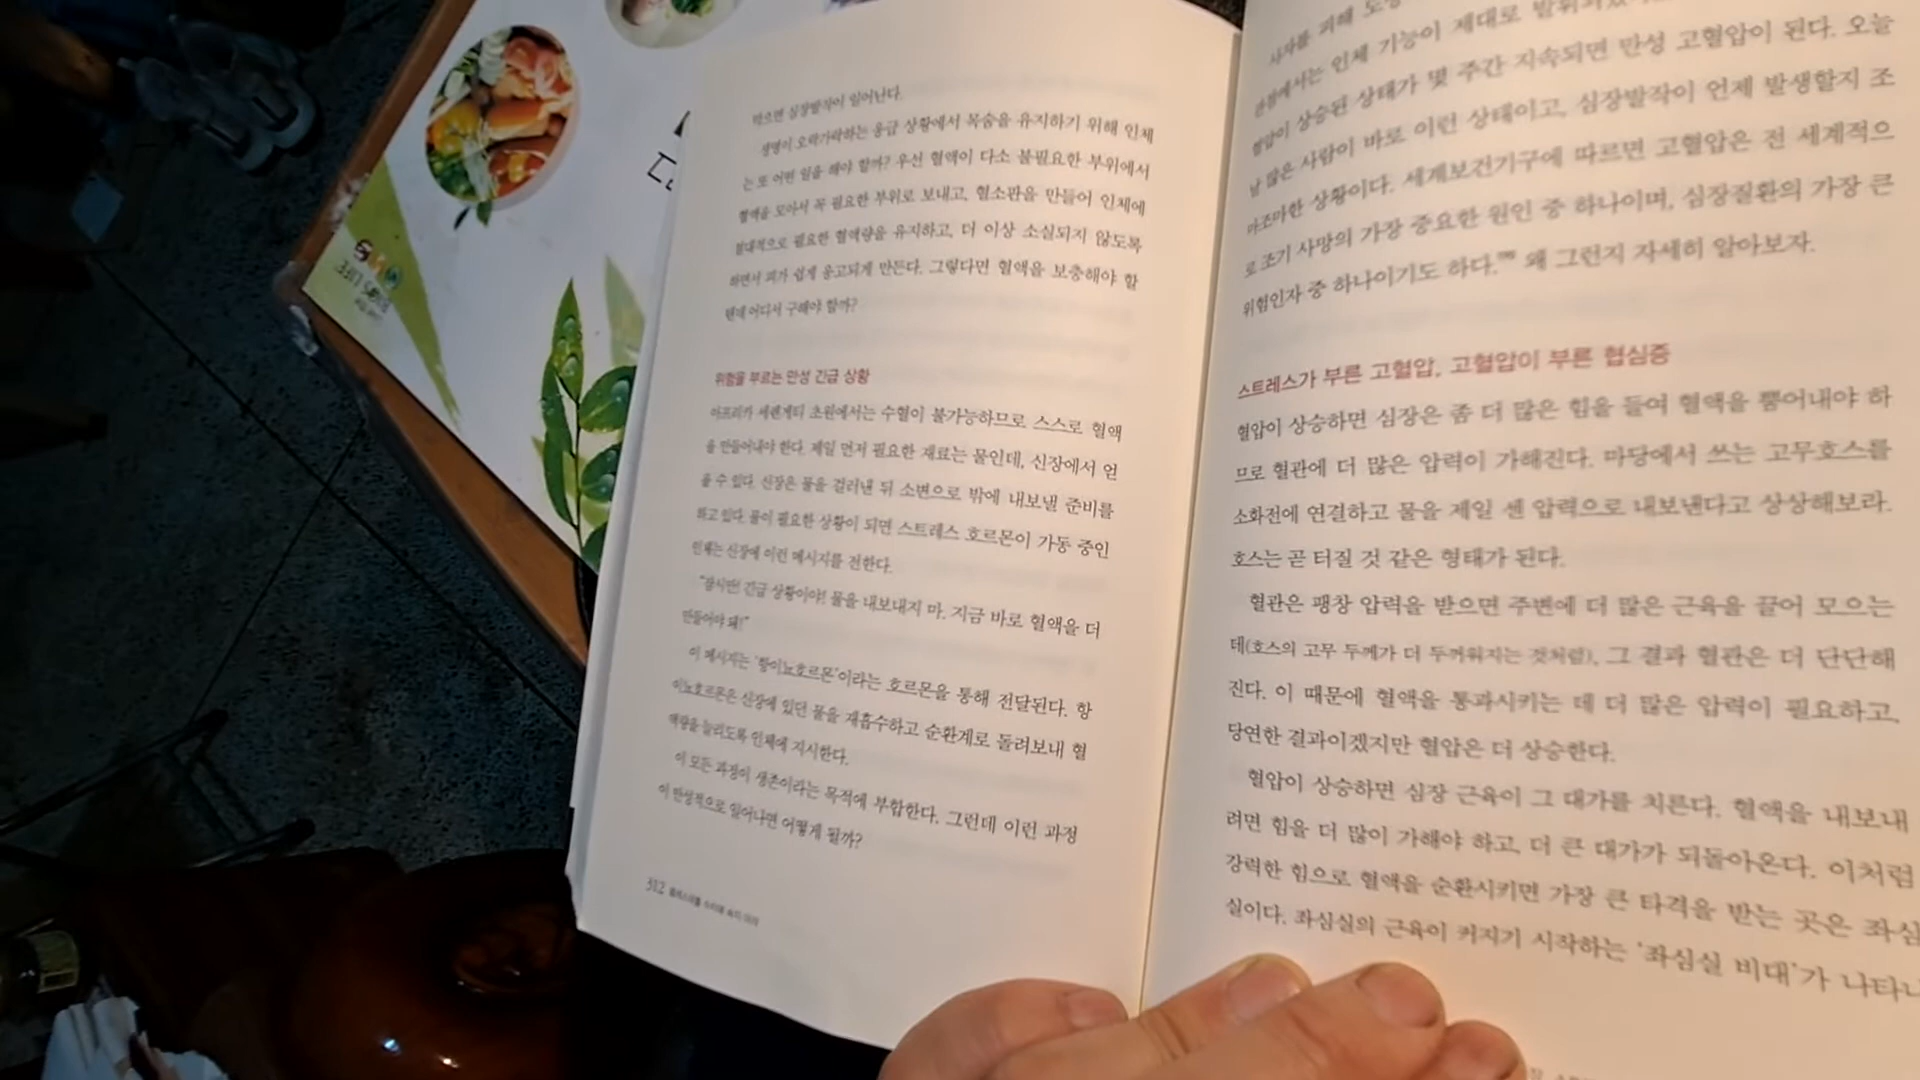 먹으면 심장발작이 일어난다.
생명이 오락가락하는 응급 상황에서 목숨을 유지하기 위해 인체
는 또 어떤 일을 해야 할까? 우선 혈액이 다소 불필요한 부위에서
혈액을 모아서 꼭 필요한 부위로 보내고, 혈소판을 만들어 인체에
절대적으로 필요한 혈액량을 유지하고, 더 이상 소실되지 않도록
하면서 피가 쉽게 응고되게 만든다. 그렇다면 혈액을 보충해야 할
텐데 어디서 구해야 할까?
위험을 부르는 만성 긴급 상황
아프리카 세렝게티 초원에서는 수혈이 불가능하므로 스스로 혈액
을 만들어내야 한다. 제일 먼저 필요한 재료는 물인데, 신장에서 얻
을 수 있다. 신장은 물을 걸러낸 뒤 소변으로 밖에 내보낼 준비를
하고 있다. 물이 필요한 상황이 되면 스트레스 호르몬이 가동 중인
인체는 신장에 이런 메시지를 전한다.
"잠시만! 긴급 상황이야! 물을 내보내지 마. 지금 바로 혈액을 더
만들어야 돼!"
이 메시지는 '항이뇨호르몬'이라는 호르몬을 통해 전달된다. 항
이뇨호르몬은 신장에 있던 물을 재흡수하고 순환계로 돌려보내 혈
액량을 늘리도록 인체에 지시한다.
이 모든 과정이 생존이라는 목적에 부합한다. 그런데 이런 과정
이 만성적으로 일어나면 어떻게 될까?
312 콜레스테롤 수치에 속지 마라
사자를 피해 도망
관점에서는 인체 기능이 제대로 발휘되었
혈압이 상승된 상태가 몇 주간 지속되면 만성 고혈압이 된다. 오늘
날 많은 사람이 바로 이런 상태이고, 심장발작이 언제 발생할지 조
마조마한 상황이다. 세계보건기구에 따르면 고혈압은 전 세계적으
로 조기 사망의 가장 중요한 원인 중 하나이며, 심장질환의 가장 큰
위험인자 중 하나이기도 하다. 왜 그런지 자세히 알아보자.
스트레스가 부른 고혈압, 고혈압이 부른 협심증
혈압이 상승하면 심장은 좀 더 많은 힘을 들여 혈액을 뿜어내야 하
므로 혈관에 더 많은 압력이 가해진다. 마당에서 쓰는 고무호스를
소화전에 연결하고 물을 제일 센 압력으로 내보낸다고 상상해보라.
호스는 곧 터질 것 같은 형태가 된다.
혈관은 팽창 압력을 받으면 주변에 더 많은 근육을 끌어 모으는
데(호스의 고무 두께가 더 두꺼워지는 것처럼), 그 결과 혈관은 더 단단해
진다. 이 때문에 혈액을 통과시키는 데 더 많은 압력이 필요하고,
당연한 결과이겠지만 혈압은 더 상승한다.
혈압이 상승하면 심장 근육이 그 대가를 치른다. 혈액을 내보내
려면 힘을 더 많이 가해야 하고, 더 큰 대가가 되돌아온다. 이처럼
강력한 힘으로 혈액을 순환시키면 가장 큰 타격을 받는 곳은 좌심
실이다. 좌심실의 근육이 커지기 시작하는 '좌심실 비대'가 나타나